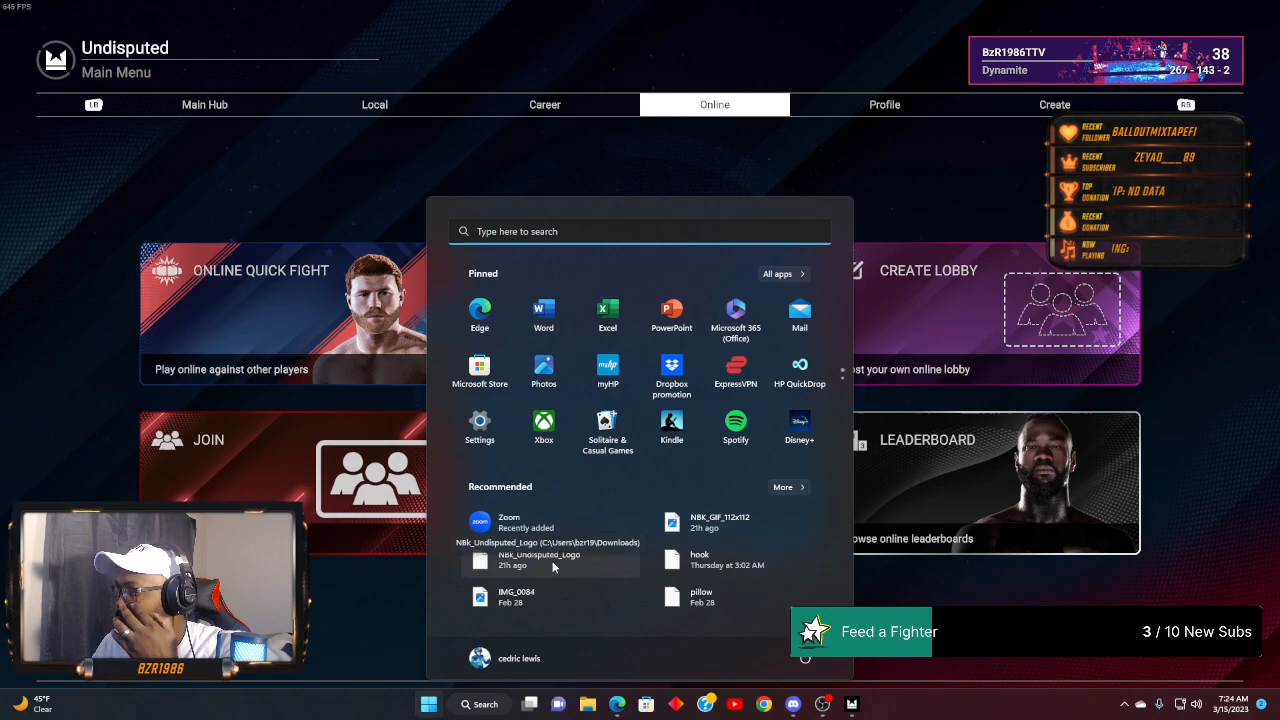 645 FPS
Undisputed
Main Menu
BzR1986TTV
38
Dynamite
267 - 143 - 2
LB
Main Hub
Local
Career
Online
Profile
Create
RB
RECENT FOLLOWER
BALLOUTMIXTAPEFI
RECENT SUBSCRIBER
ZEYAO___89
TOP DONATION
IP: NO DATA
RECENT DONATION
NOW PLAYING
ING:
Type here to search
Pinned
All apps
ONLINE QUICK FIGHT
Play online against other players
CREATE LOBBY
ost your own online lobby
Edge
Word
Excel
PowerPoint
Microsoft 365 (Office)
Mail
Microsoft Store
Photos
myhp
myHP
Dropbox promotion
ExpressVPN
HP QuickDrop
Settings
Xbox
Solitaire & Casual Games
Kindle
Spotify
Disney+
Disney+
JOIN
LEADERBOARD
owse online leaderboards
Recommended
More
zoom
Zoom
Recently added
NBK_GIF_112x112
21h ago
NBk_Undisputed_Logo (C:\Users\bzr19\Downloads)
NBk_Undisputed_Logo
21h ago
hook
Thursday at 3:02 AM
IMG_0084
Feb 28
pillow
Feb 28
cedric lewis
BZR1986
Feed a Fighter
3 / 10 New Subs
45°F
Clear
Search
7:24 AM
3/15/2023
2